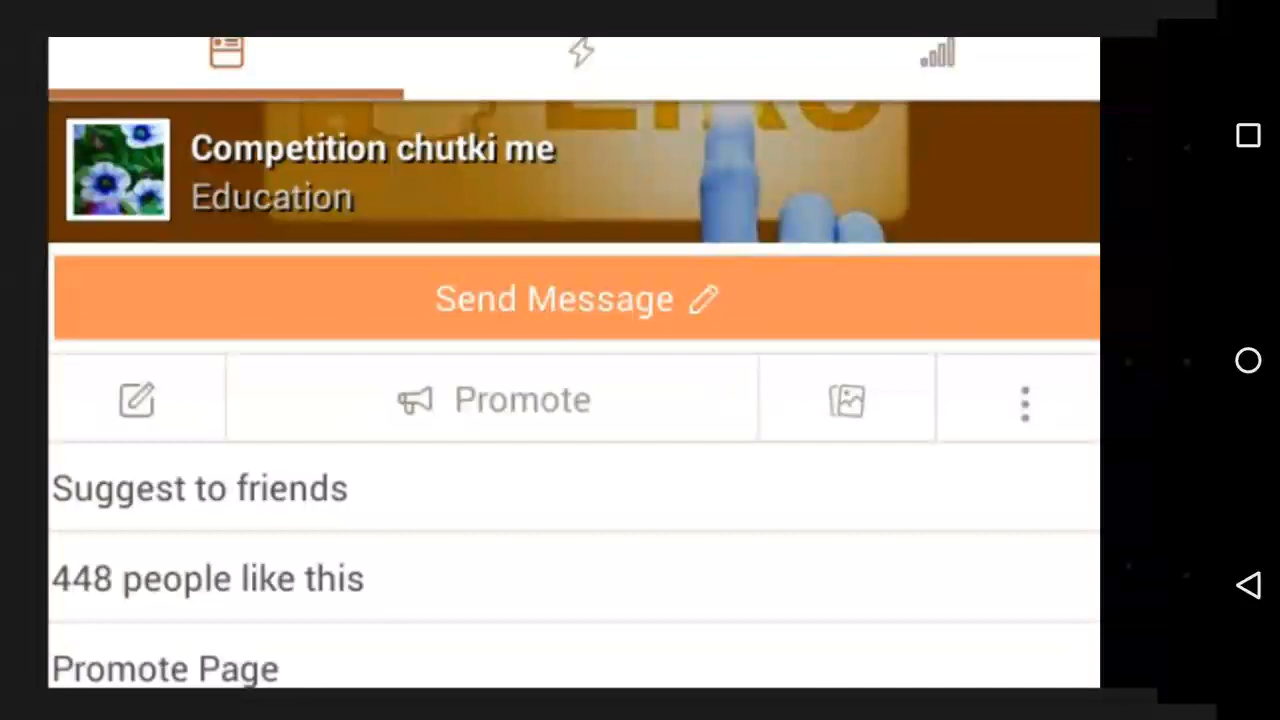 Competition chutki me
Education
Send Message
Promote
Suggest to friends
448 people like this
Promote Page